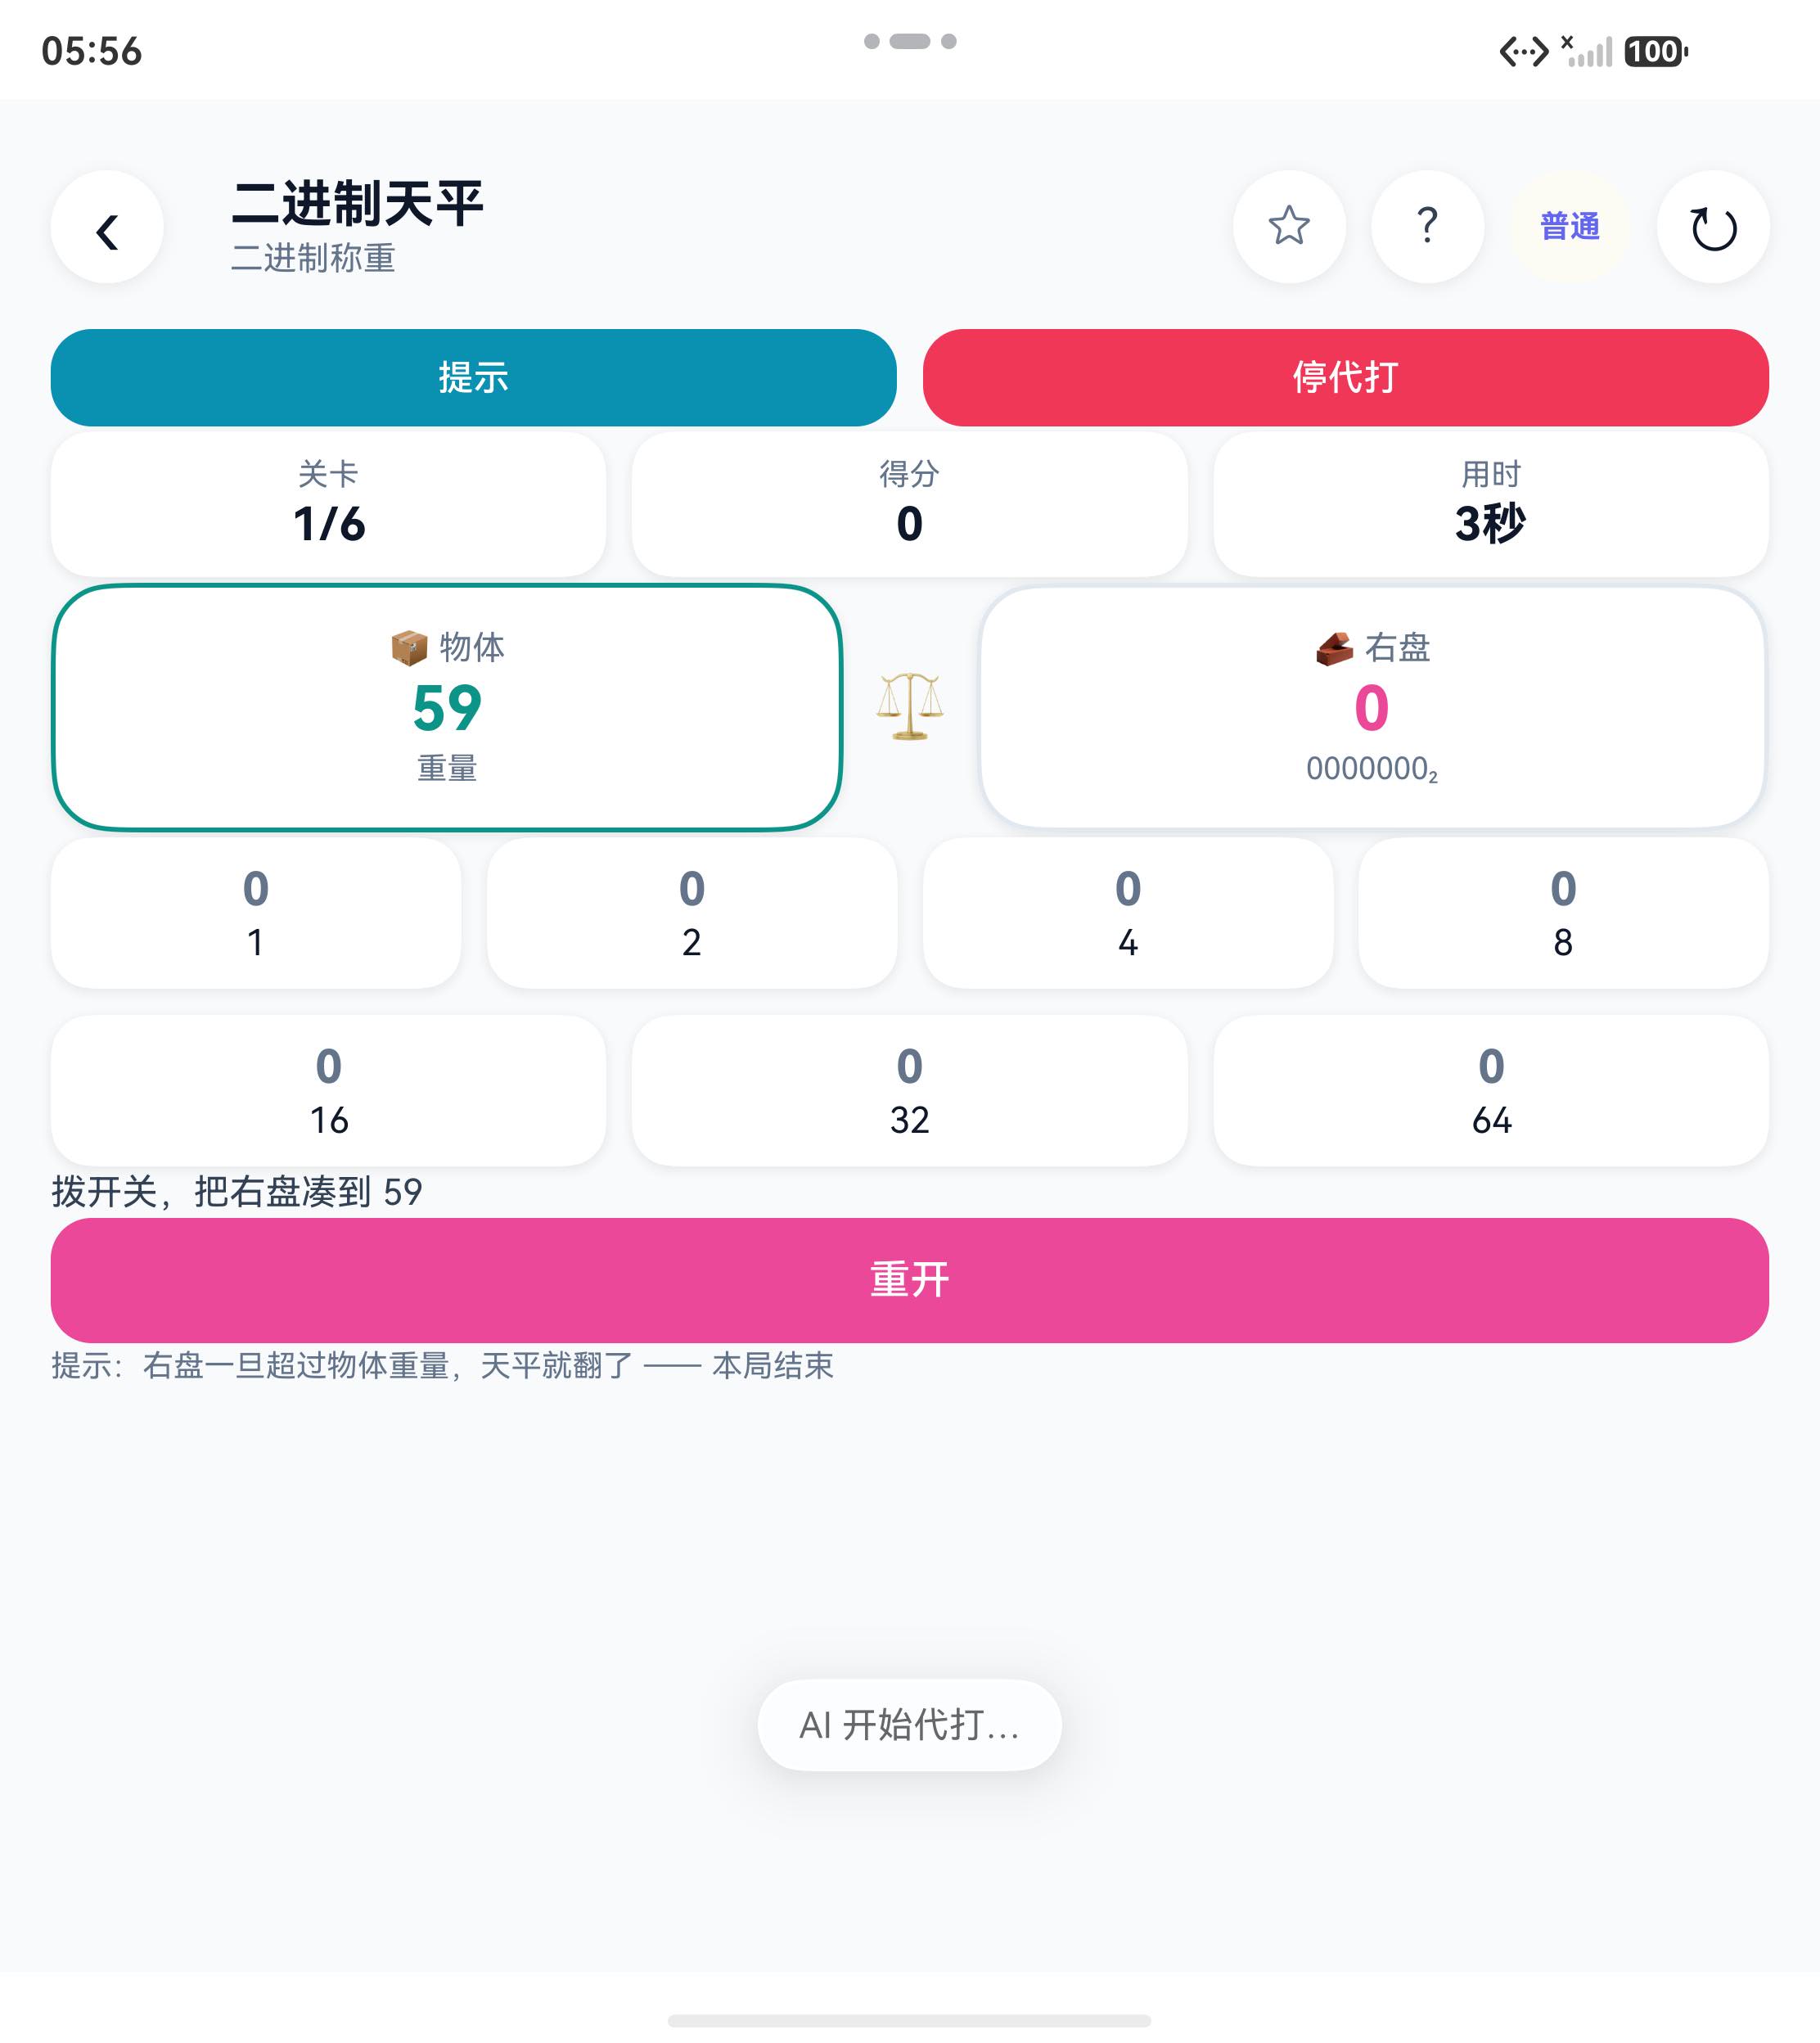 05:56
100
二进制天平
二进制称重
?
普通
提示
停代打
关卡
得分
用时
1/6
0
3秒
物体
右盘
59
0
重量
0000000₂
0
0
0
0
1
2
4
8
0
0
0
16
32
64
拨开关，把右盘凑到 59
重开
提示：右盘一旦超过物体重量，天平就翻了 —— 本局结束
AI 开始代打...